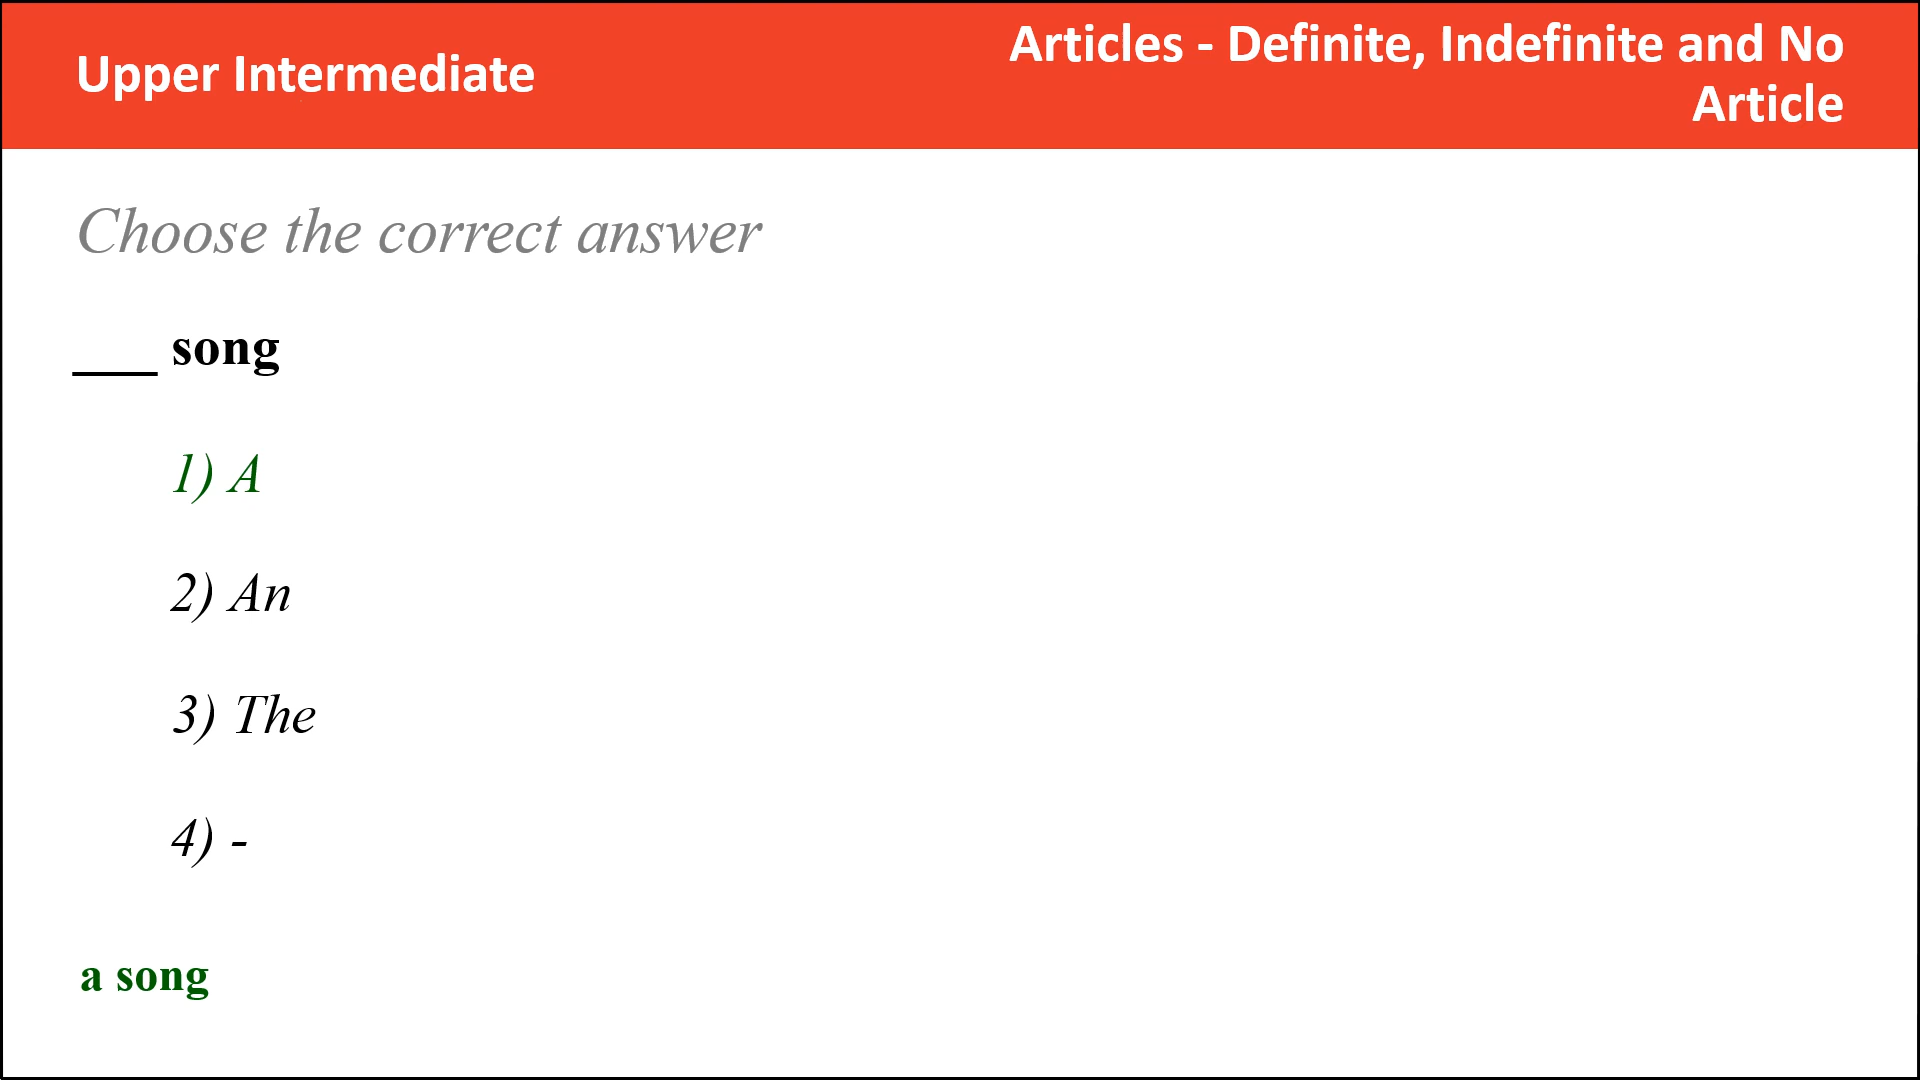 Upper Intermediate
Articles - Definite, Indefinite and No
Article
Choose the correct answer
___ song
1) A
2) An
3) The
4) -
a song